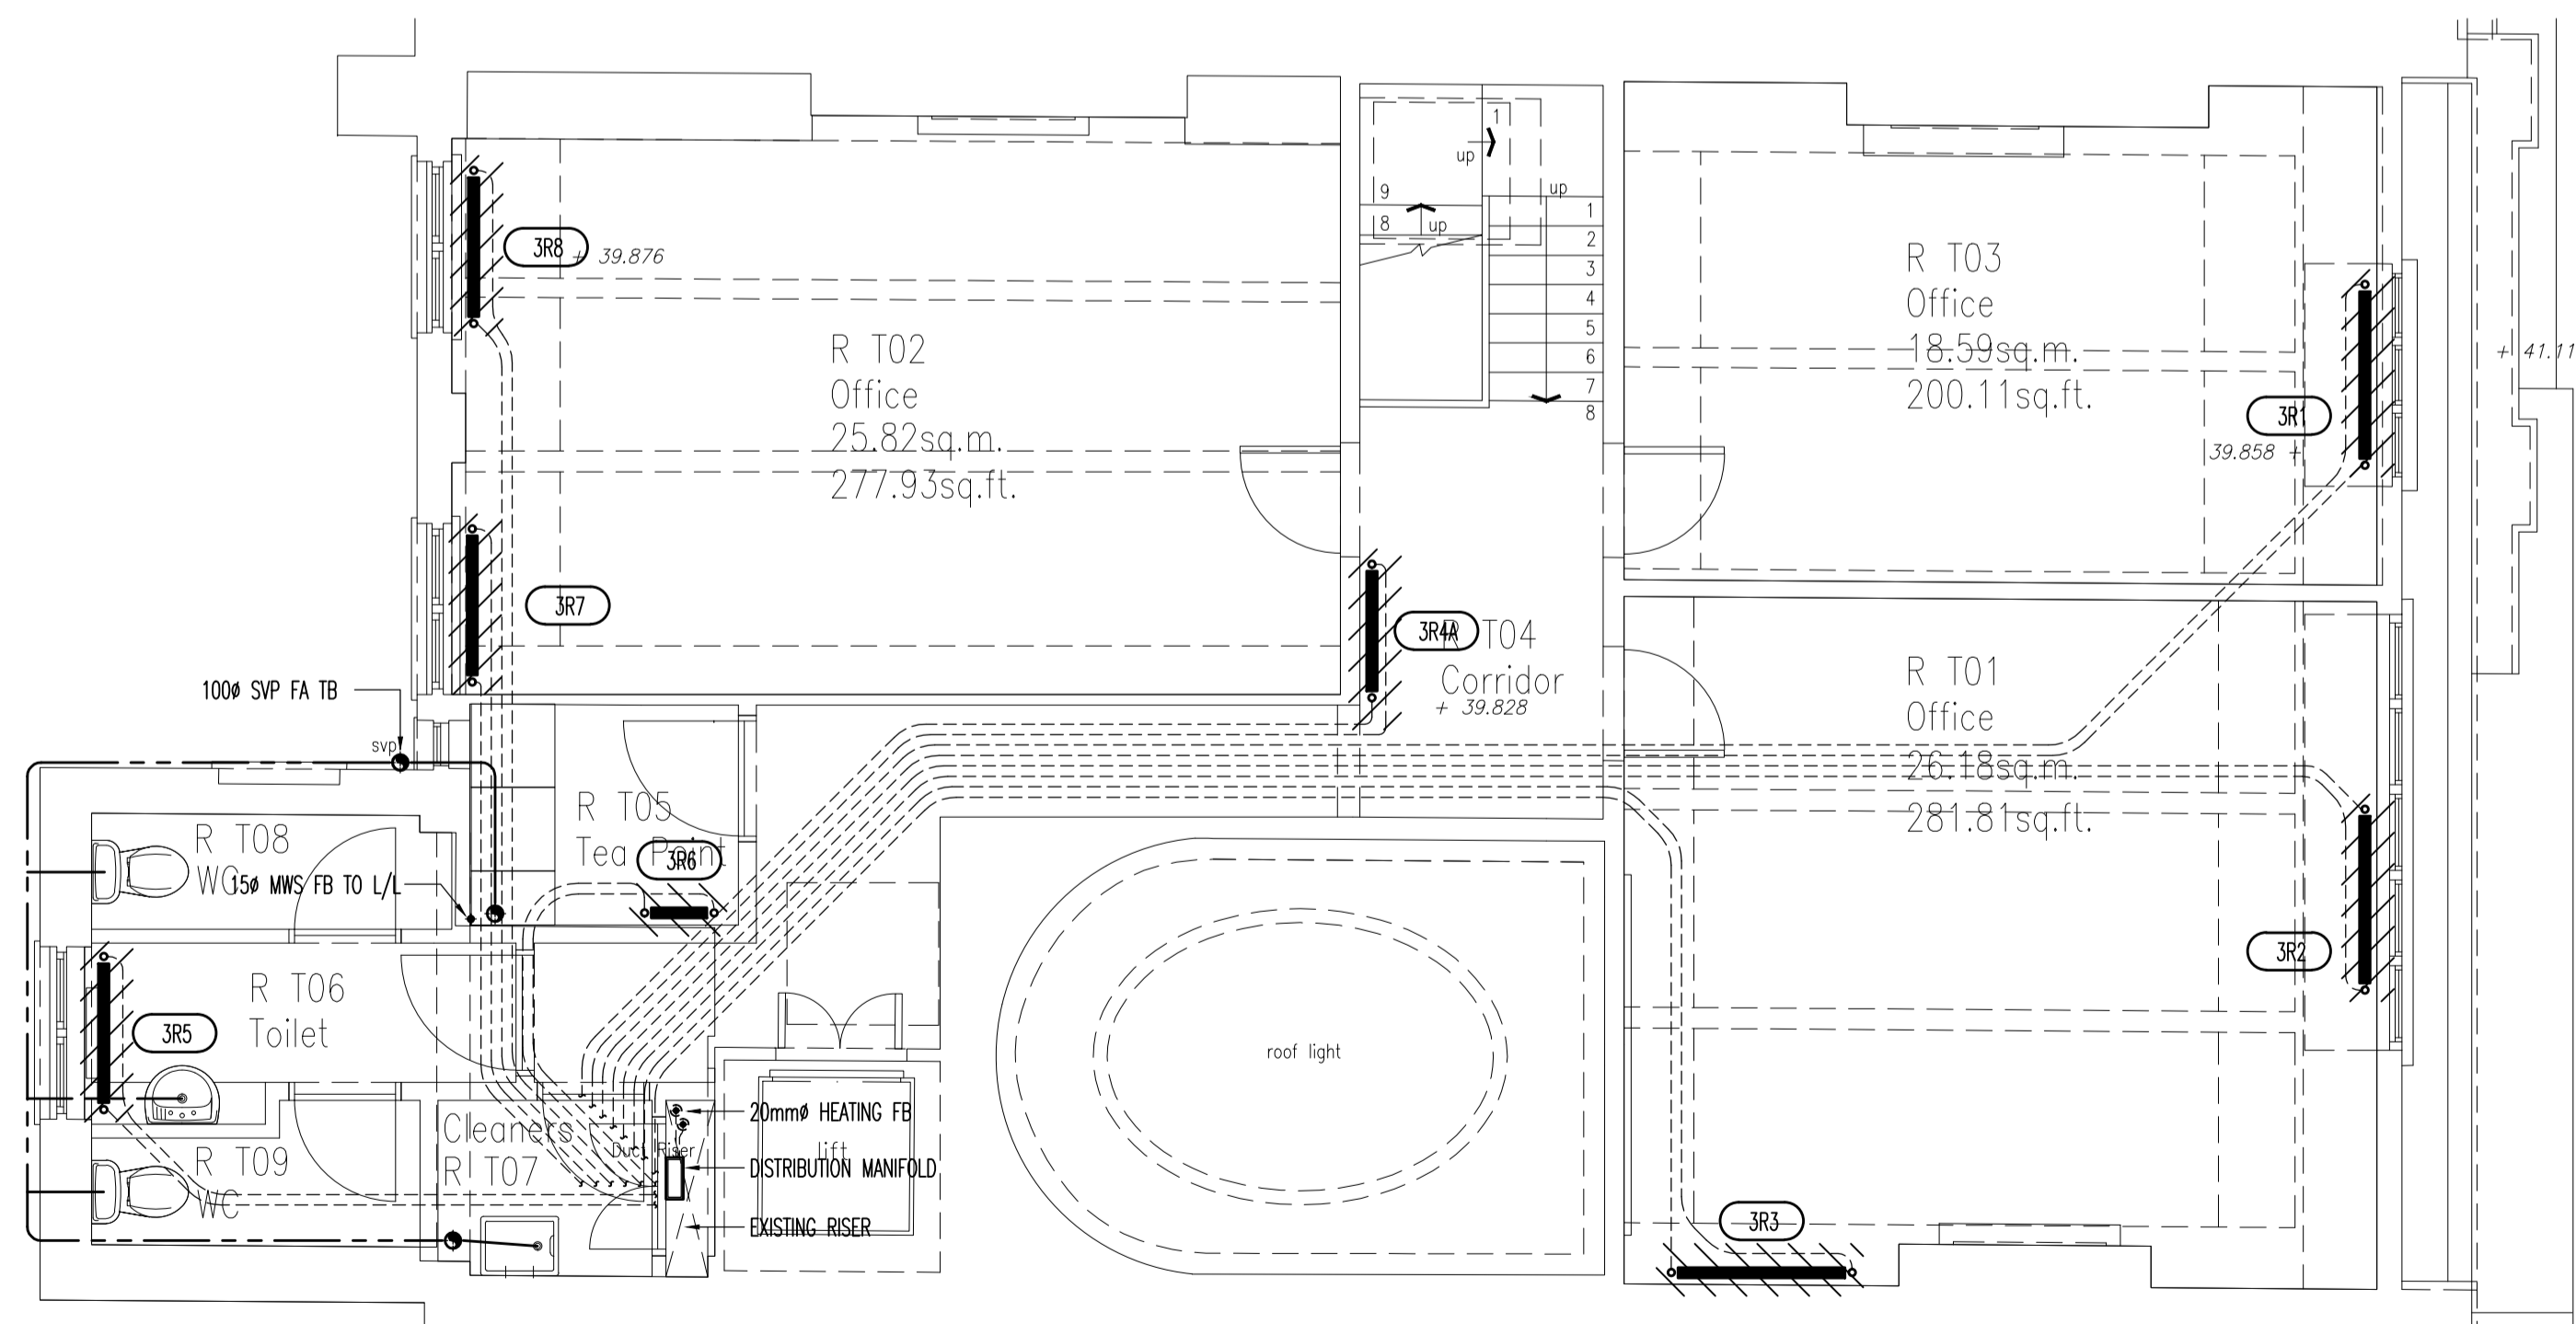 1
up
9
8
up
up
1
2
3
4
5
6
7
8
3R8
+ 39.876
R T02
Office
25.82sq.m.
277.93sq.ft.
R T03
Office
18.59sq.m.
200.11sq.ft.
3R1
39.858 +
+ 41.11
3R7
3R4A
R T04
Corridor
+ 39.828
R T01
Office
26.18sq.m.
281.81sq.ft.
100ø SVP FA TB
svp
R T05
Tea Point
3R6
R T08
WC
15ø MWS FB TO L/L
3R2
R T06
Toilet
3R5
roof light
20mmø HEATING FB
Cleaners
R T07
Duct Riser
lift
DISTRIBUTION MANIFOLD
R T09
WC
EXISTING RISER
3R3